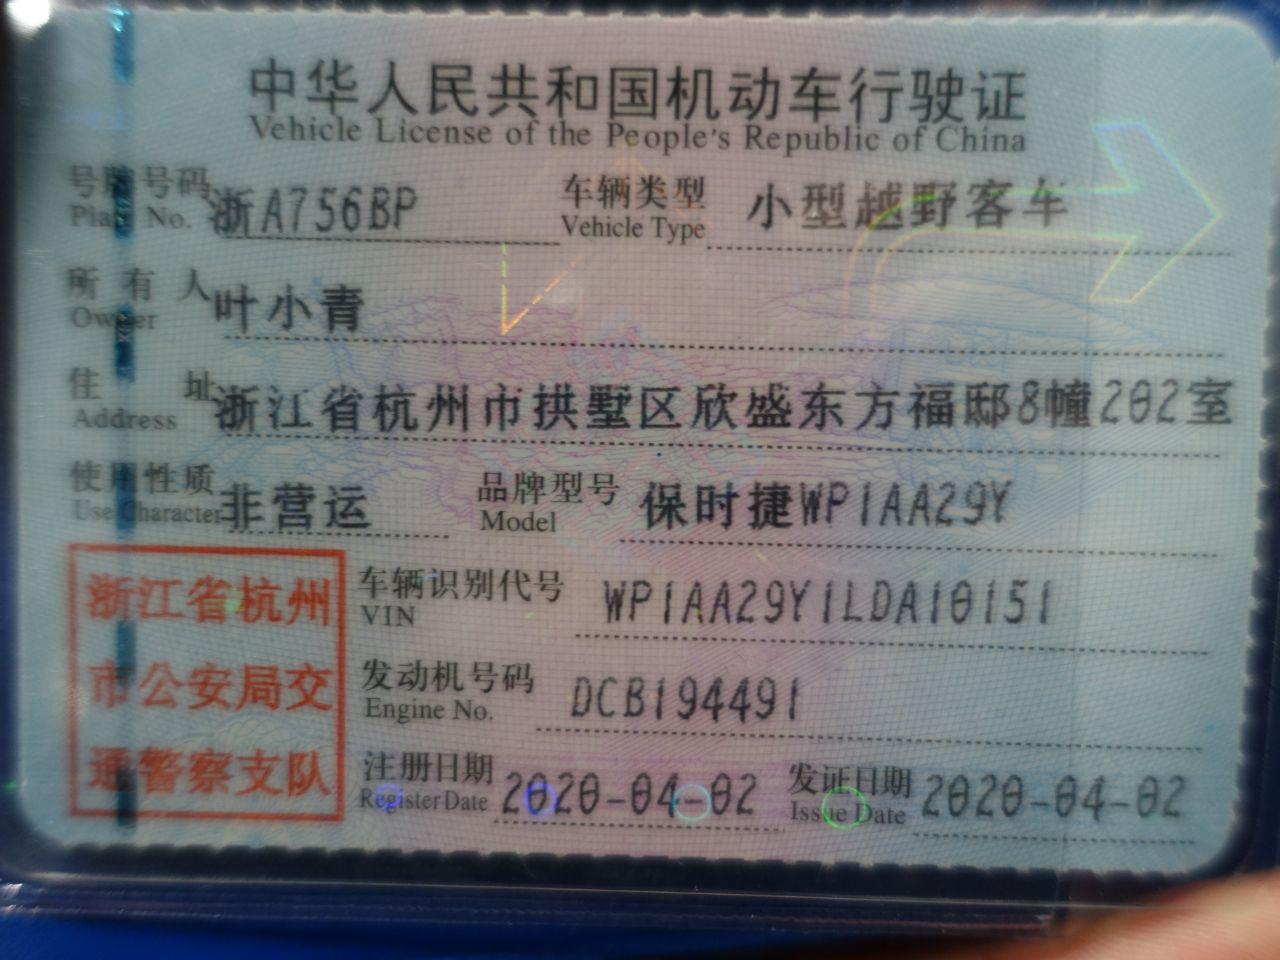 中华人民共和国机动车行驶证
Vehicle License of the People's Republic of China
号牌号码 浙A756BP 车辆类型 小型越野客车
Plate No. Vehicle Type
所有人 叶小青
Owner
住址 浙江省杭州市拱墅区欣盛东方福邸8幢202室
Address
使用性质 非营运 品牌型号 保时捷WP1AA29Y
Use Character Model
浙江省杭州
市公安局交
通警察支队
车辆识别代号 WP1AA29Y1LDA10151
VIN
发动机号码 DCB194491
Engine No.
注册日期 2020-04-02 发证日期 2020-04-02
Register Date Issue Date